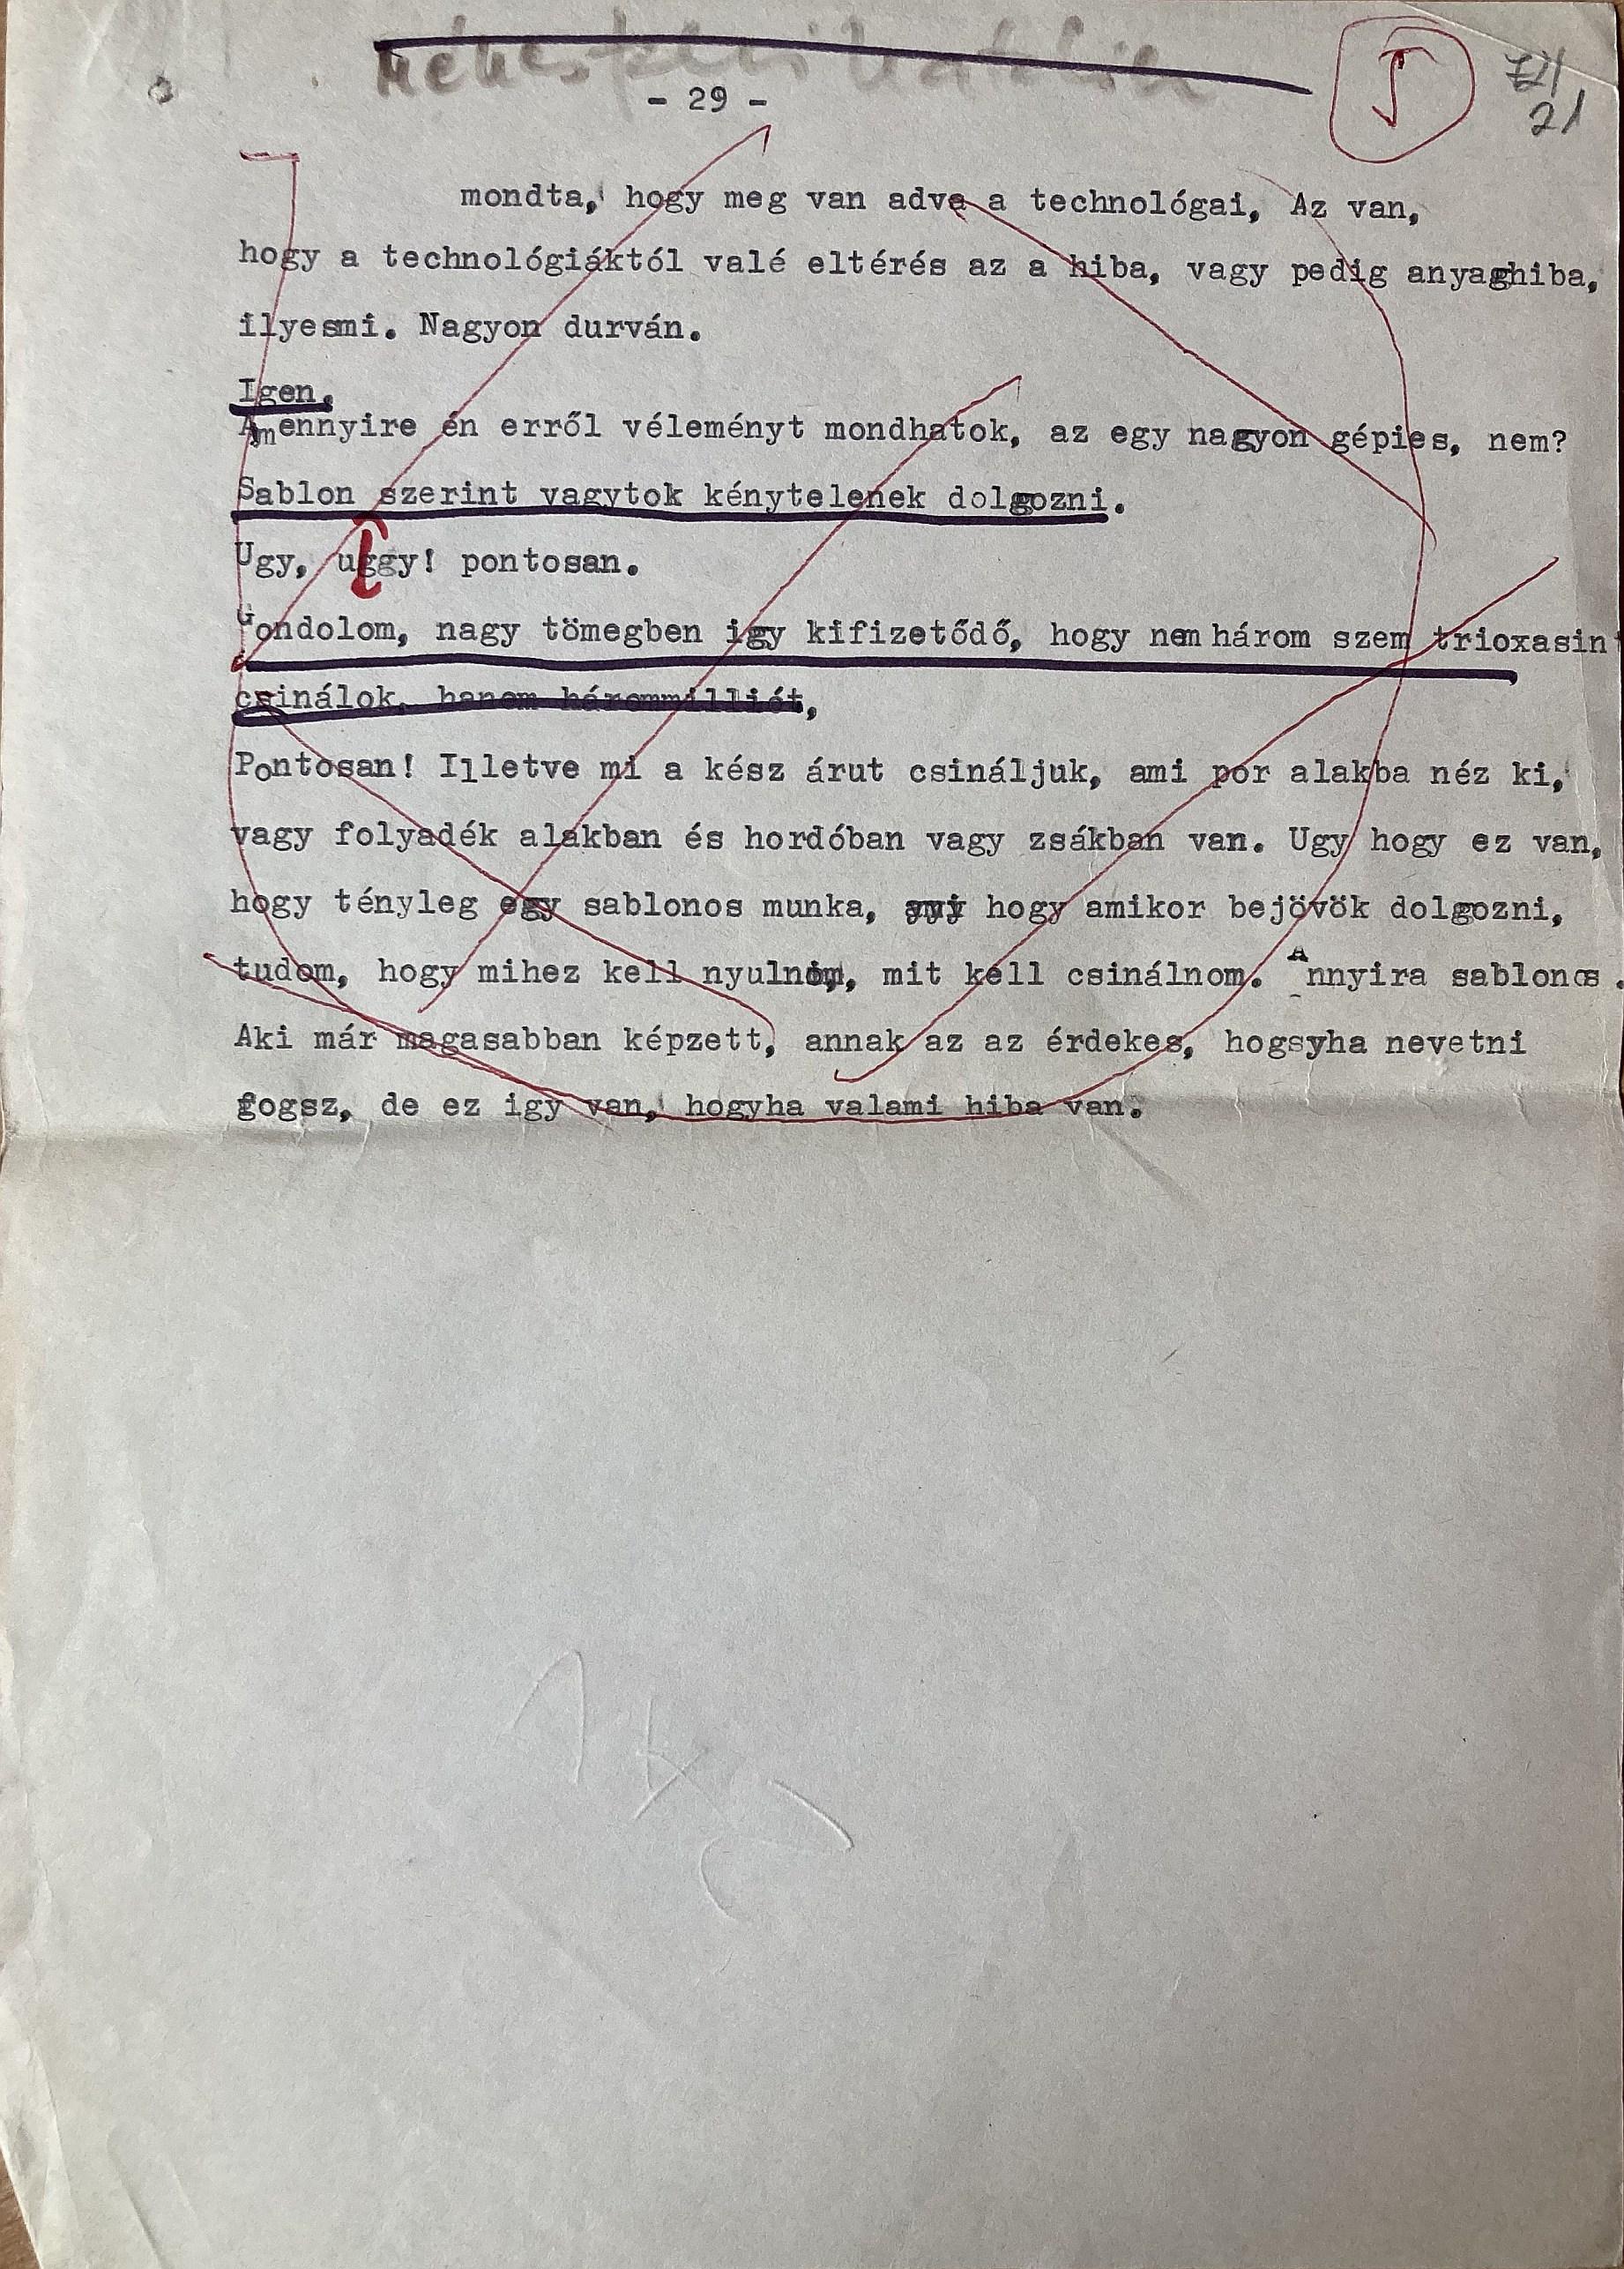 - 29 -
21
mondta, hogy meg van adva a technológai, Az van,
hogy a technológiáktól valé eltérés az a hiba, vagy pedig anyaghiba,
ilyesmi. Nagyon durván.
Igen.
Amennyire én erről véleményt mondhatok, az egy nagyon gépies, nem?
Sablon szerint vagytok kénytelenek dolgozni.
Ugy, uggy! pontosan.
Gondolom, nagy tömegben igy kifizetődő, hogy nem három szem trioxasint
csinálok, hanem hárommilliót,
Pontosan! Illetve mi a kész árut csináljuk, ami por alakba néz ki,
vagy folyadék alakban és hordóban vagy zsákban van. Ugy hogy ez van,
hogy tényleg egy sablonos munka, hogy amikor bejövök dolgozni,
tudom, hogy mihez kell nyulnom, mit kell csinálnom. Annyira sablonos.
Aki már magasabban képzett, annak az az érdekes, hogsyha nevetni
fogsz, de ez igy van, hogyha valami hiba van.